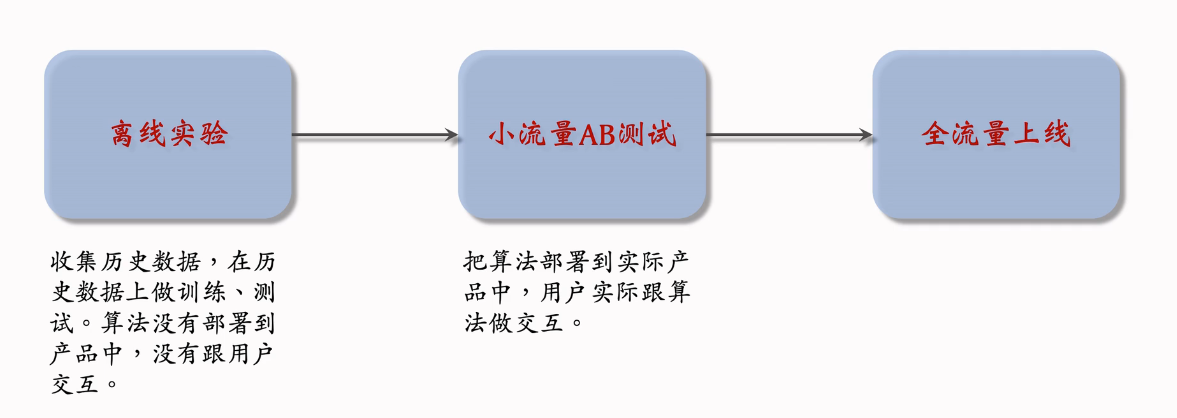 离线实验
小流量AB测试
全流量上线
收集历史数据，在历
史数据上做训练、测
试。算法没有部署到
产品中，没有跟用户
交互。
把算法部署到实际产
品中，用户实际跟算
法做交互。